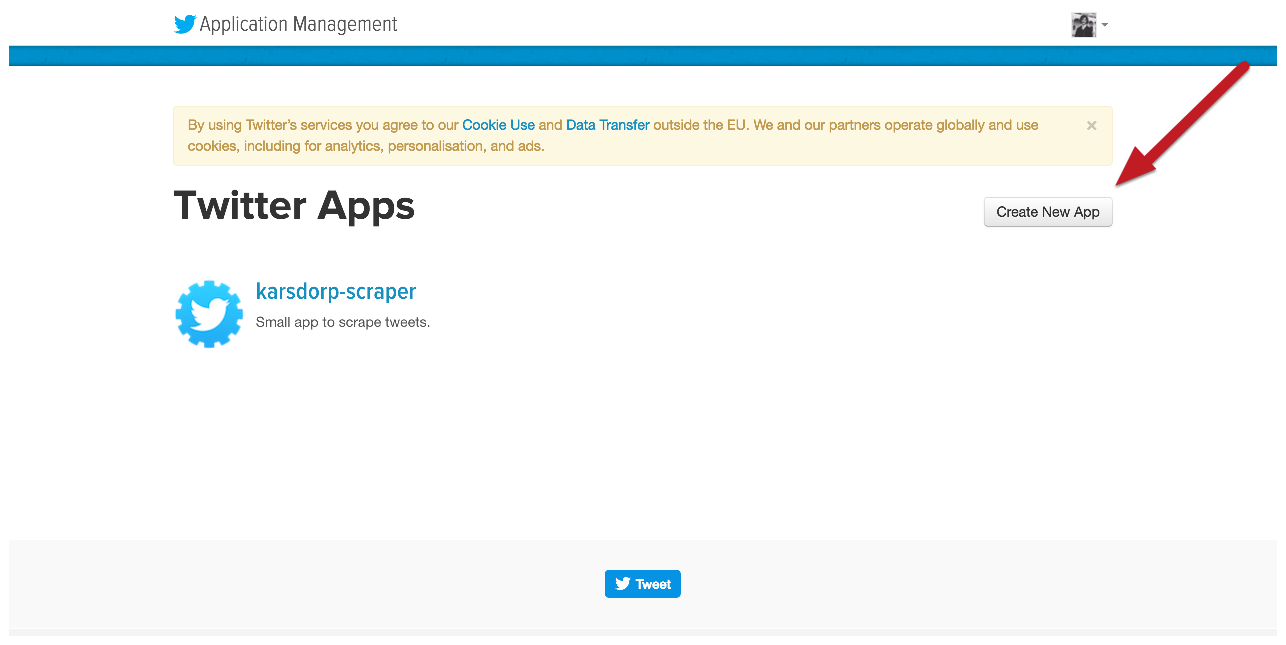 Application Management
By using Twitter's services you agree to our Cookie Use and Data Transfer outside the EU. We and our partners operate globally and use
cookies, including for analytics, personalisation, and ads.
×
Twitter Apps
Create New App
karsdorp-scraper
Small app to scrape tweets.
Tweet